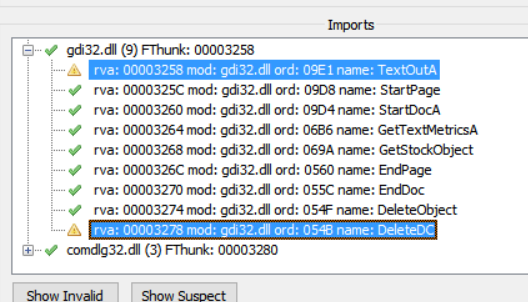 Imports
gdi32.dll (9) FThunk: 00003258
rva: 00003258 mod: gdi32.dll ord: 09E1 name: TextOutA
rva: 0000325C mod: gdi32.dll ord: 09D8 name: StartPage
rva: 00003260 mod: gdi32.dll ord: 09D4 name: StartDocA
rva: 00003264 mod: gdi32.dll ord: 06B6 name: GetTextMetricsA
rva: 00003268 mod: gdi32.dll ord: 069A name: GetStockObject
rva: 0000326C mod: gdi32.dll ord: 0560 name: EndPage
rva: 00003270 mod: gdi32.dll ord: 055C name: EndDoc
rva: 00003274 mod: gdi32.dll ord: 054F name: DeleteObject
rva: 00003278 mod: gdi32.dll ord: 054B name: DeleteDC
comdlg32.dll (3) FThunk: 00003280
Show Invalid Show Suspect